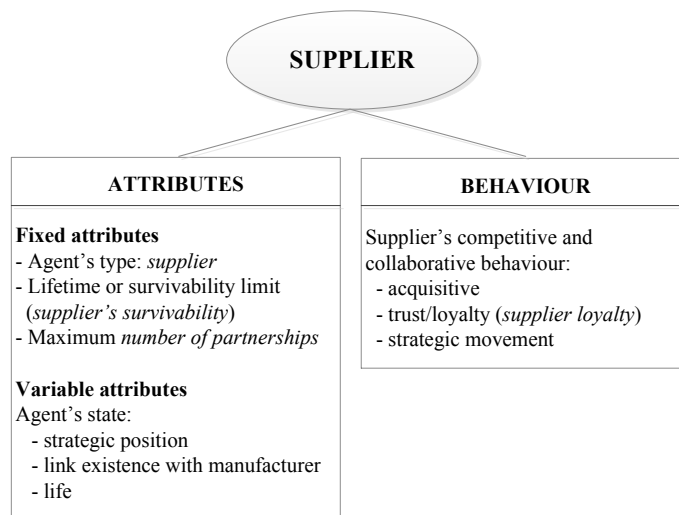 SUPPLIER
ATTRIBUTES
Fixed attributes
- Agent’s type: supplier
- Lifetime or survivability limit
(supplier’s survivability)
- Maximum number of partnerships
Variable attributes
Agent’s state:
- strategic position
- link existence with manufacturer
- life
BEHAVIOUR
Supplier’s competitive and
collaborative behaviour:
- acquisitive
- trust/loyalty (supplier loyalty)
- strategic movement